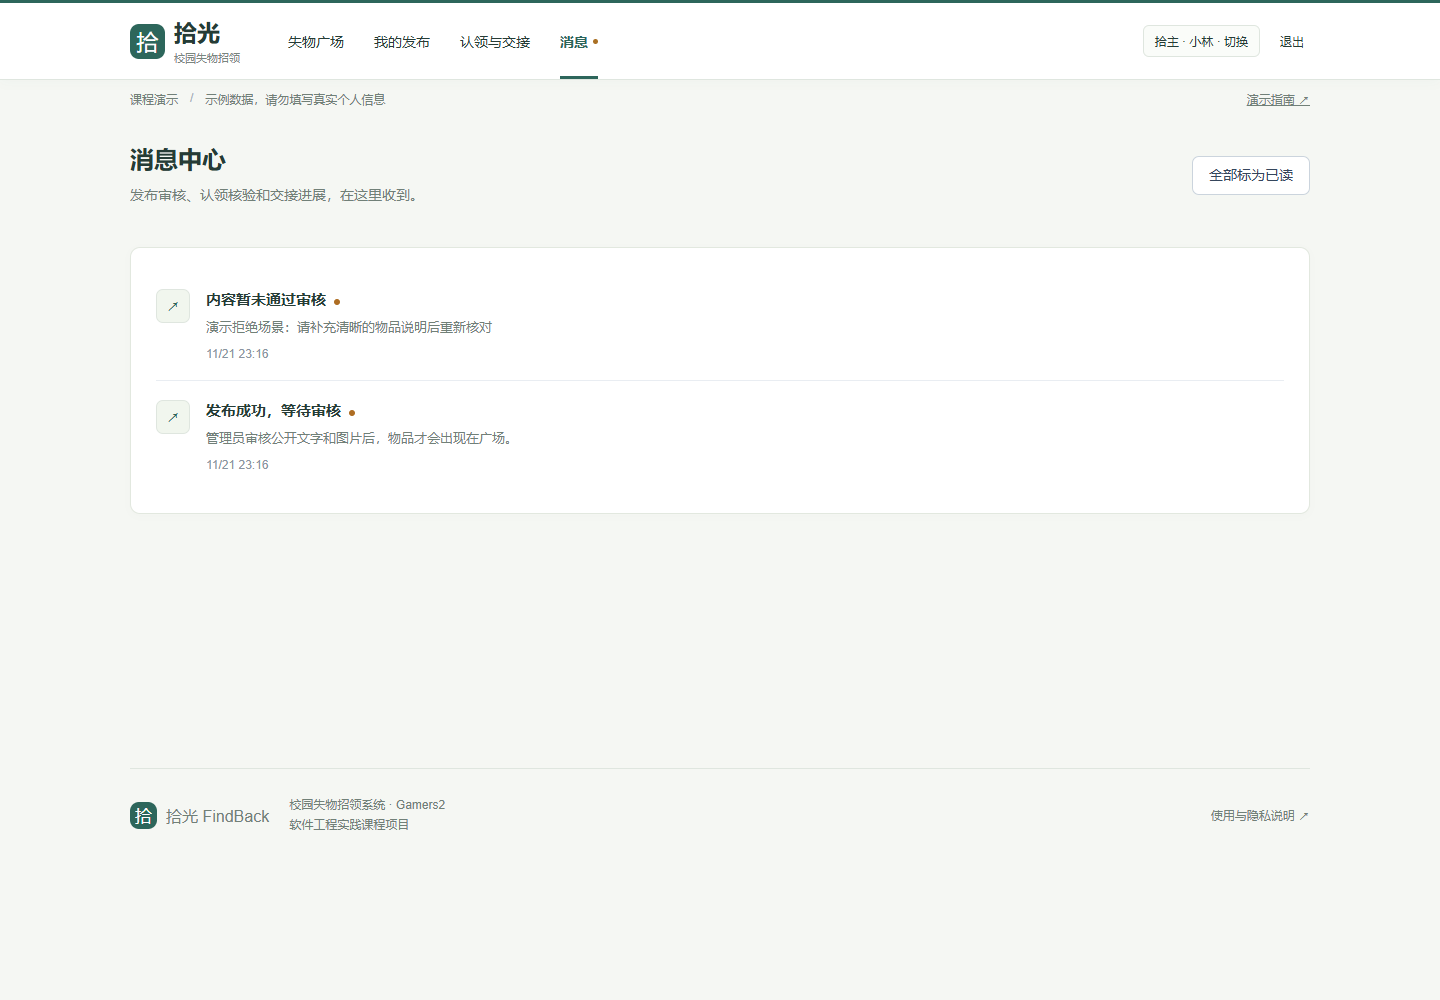 拾
拾光
校园失物招领
失物广场
我的发布
认领与交接
消息
拾主 · 小林 · 切换
退出
课程演示 / 示例数据，请勿填写真实个人信息
演示指南 ↗
消息中心
发布审核、认领核验和交接进展，在这里收到。
全部标为已读
↗
内容暂未通过审核
演示拒绝场景：请补充清晰的物品说明后重新核对
11/21 23:16
↗
发布成功，等待审核
管理员审核公开文字和图片后，物品才会出现在广场。
11/21 23:16
拾
拾光 FindBack
校园失物招领系统 · Gamers2
软件工程实践课程项目
使用与隐私说明 ↗